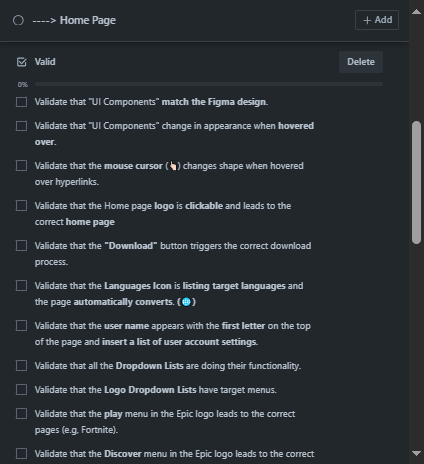 ----> Home Page
+ Add
Valid
Delete
0%
Validate that "UI Components" match the Figma design.
Validate that "UI Components" change in appearance when hovered
over.
Validate that the mouse cursor (👆🏻) changes shape when hovered
over hyperlinks.
Validate that the Home page logo is clickable and leads to the
correct home page
Validate that the "Download" button triggers the correct download
process.
Validate that the Languages Icon is listing target languages and
the page automatically converts. (🌐)
Validate that the user name appears with the first letter on the top
of the page and insert a list of user account settings.
Validate that all the Dropdown Lists are doing their functionality.
Validate that the Logo Dropdown Lists have target menus.
Validate that the play menu in the Epic logo leads to the correct
pages (e.g, Fortnite).
Validate that the Discover menu in the Epic logo leads to the correct